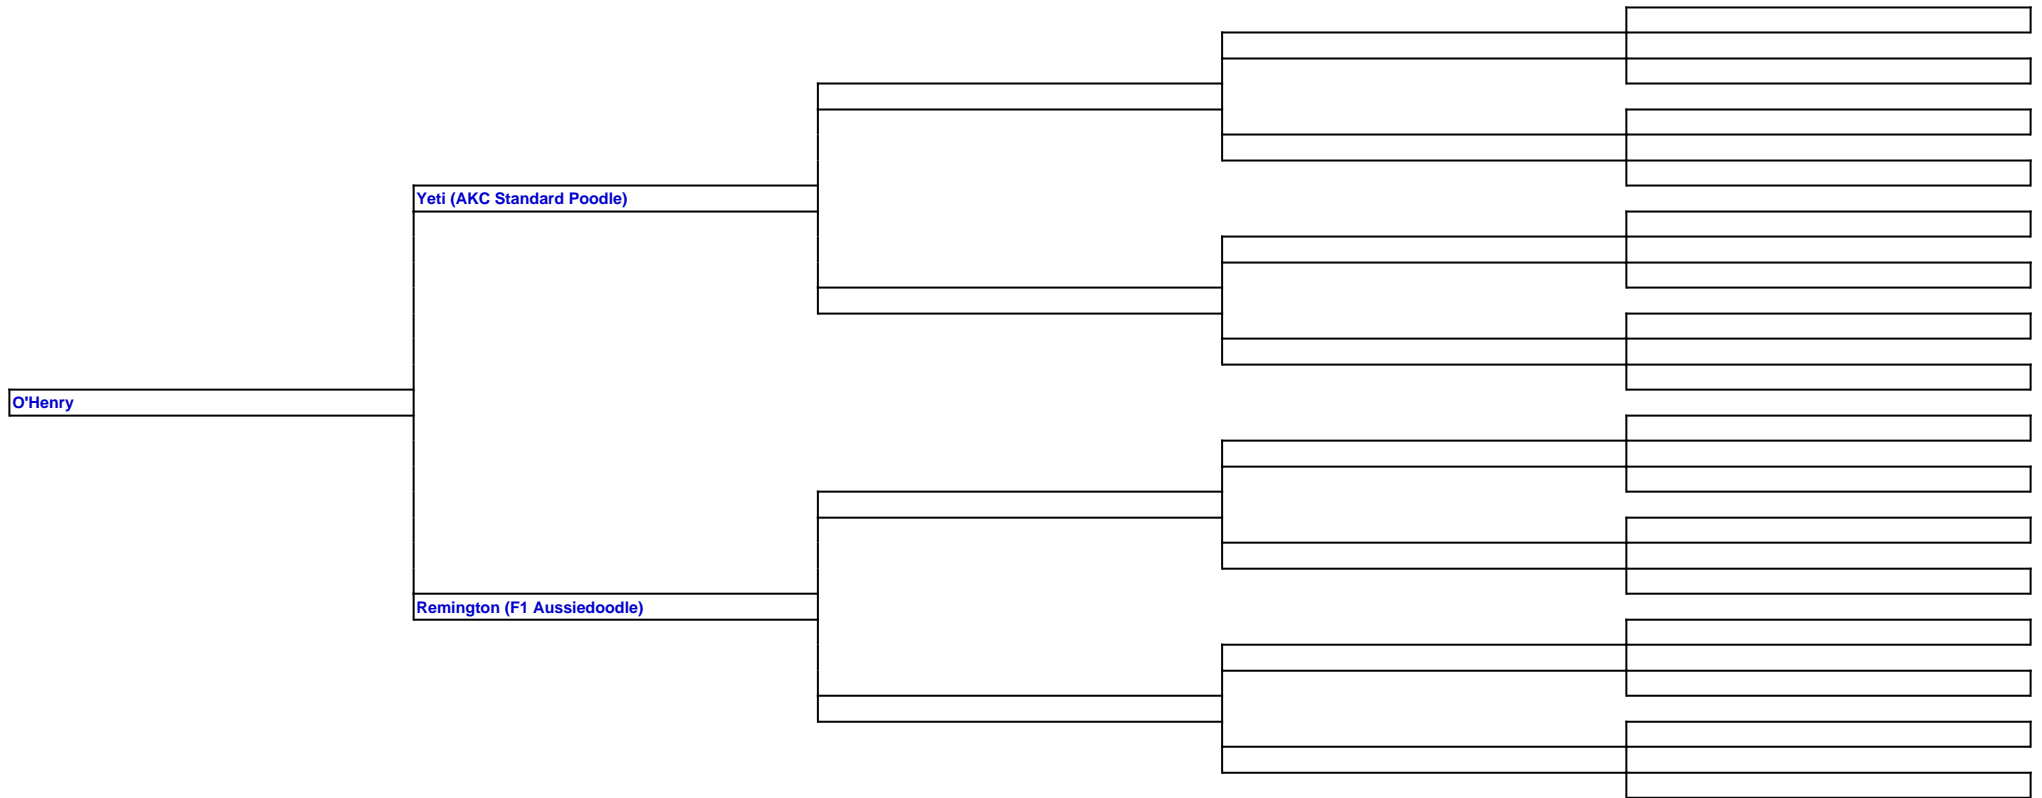 Yeti (AKC Standard Poodle)
O'Henry
Remington (F1 Aussiedoodle)